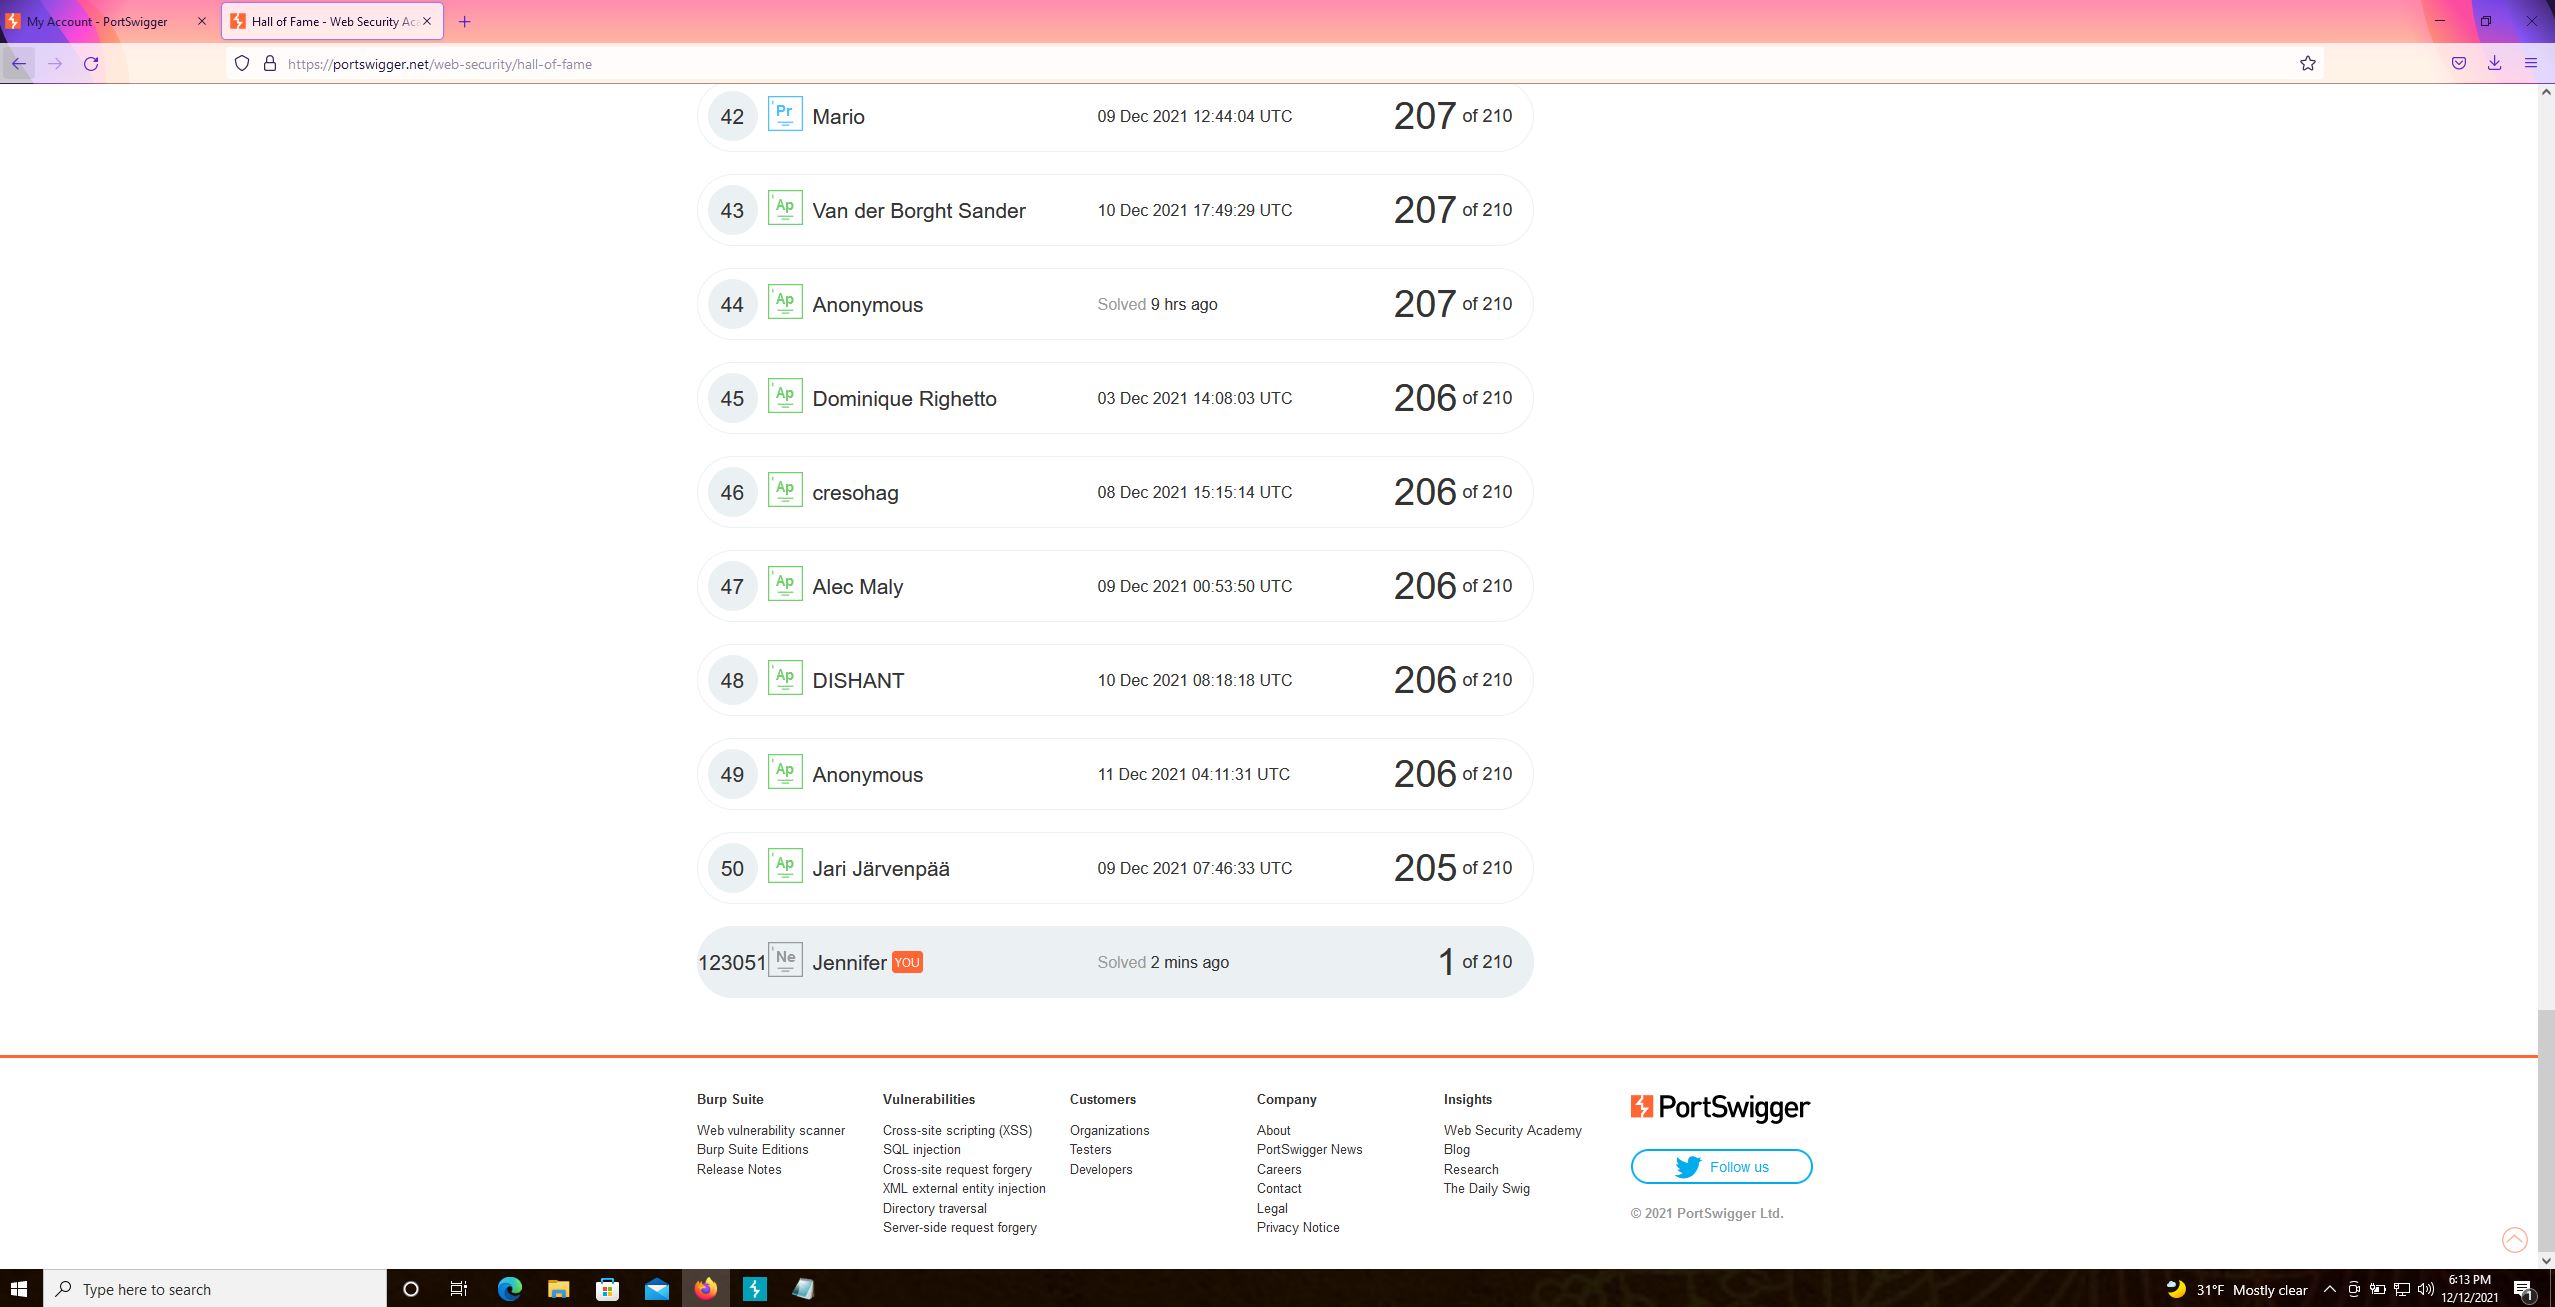 My Account - PortSwigger
Hall of Fame - Web Security Aca
https://portswigger.net/web-security/hall-of-fame
42 Pr Mario 09 Dec 2021 12:44:04 UTC 207 of 210
43 Ap Van der Borght Sander 10 Dec 2021 17:49:29 UTC 207 of 210
44 Ap Anonymous Solved 9 hrs ago 207 of 210
45 Ap Dominique Righetto 03 Dec 2021 14:08:03 UTC 206 of 210
46 Ap cresohag 08 Dec 2021 15:15:14 UTC 206 of 210
47 Ap Alec Maly 09 Dec 2021 00:53:50 UTC 206 of 210
48 Ap DISHANT 10 Dec 2021 08:18:18 UTC 206 of 210
49 Ap Anonymous 11 Dec 2021 04:11:31 UTC 206 of 210
50 Ap Jari Järvenpää 09 Dec 2021 07:46:33 UTC 205 of 210
123051 Ne Jennifer YOU Solved 2 mins ago 1 of 210
Burp Suite
Web vulnerability scanner
Burp Suite Editions
Release Notes
Vulnerabilities
Cross-site scripting (XSS)
SQL injection
Cross-site request forgery
XML external entity injection
Directory traversal
Server-side request forgery
Customers
Organizations
Testers
Developers
Company
About
PortSwigger News
Careers
Contact
Legal
Privacy Notice
Insights
Web Security Academy
Blog
Research
The Daily Swig
PortSwigger
Follow us
© 2021 PortSwigger Ltd.
Type here to search
31°F Mostly clear
6:13 PM
12/12/2021
1